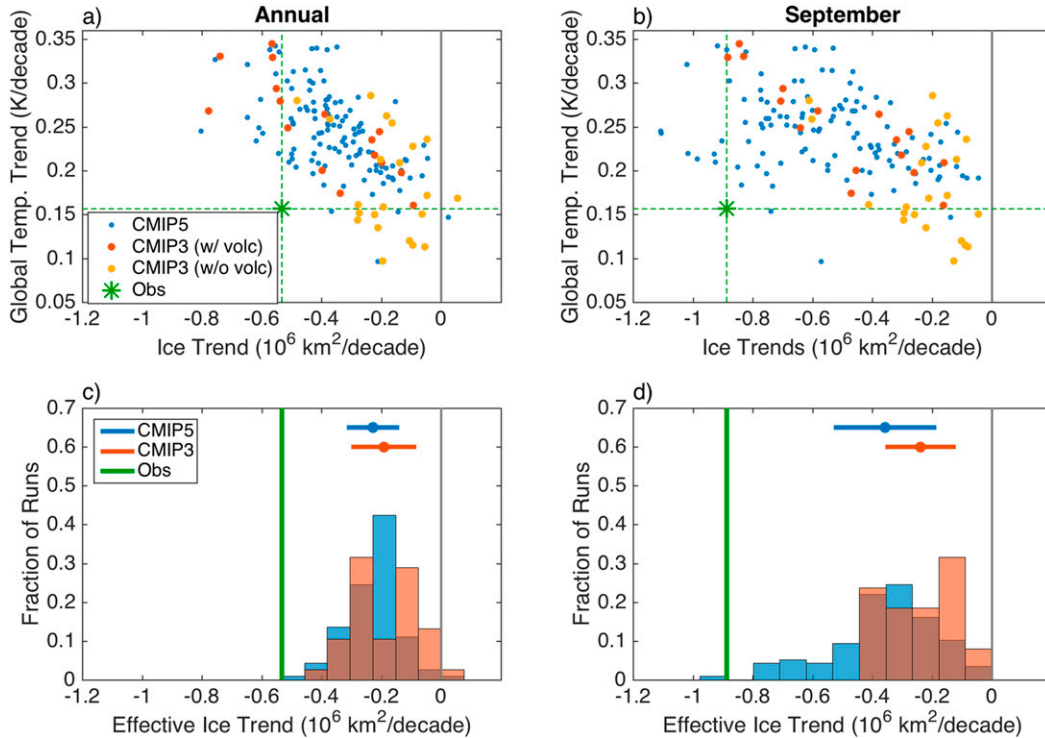 a) Annual
b) September
Global Temp. Trend (K/decade)
0.35
0.3
0.25
0.2
0.15
0.1
0.05
CMIP5
CMIP3 (w/ volc)
CMIP3 (w/o volc)
Obs
-1.2 -1 -0.8 -0.6 -0.4 -0.2 0
Ice Trend (10⁶ km²/decade)
Global Temp. Trend (K/decade)
0.35
0.3
0.25
0.2
0.15
0.1
0.05
-1.2 -1 -0.8 -0.6 -0.4 -0.2 0
Ice Trends (10⁶ km²/decade)
c)
Fraction of Runs
0.7
0.6
0.5
0.4
0.3
0.2
0.1
0
CMIP5
CMIP3
Obs
-1.2 -1 -0.8 -0.6 -0.4 -0.2 0
Effective Ice Trend (10⁶ km²/decade)
d)
Fraction of Runs
0.7
0.6
0.5
0.4
0.3
0.2
0.1
0
-1.2 -1 -0.8 -0.6 -0.4 -0.2 0
Effective Ice Trend (10⁶ km²/decade)